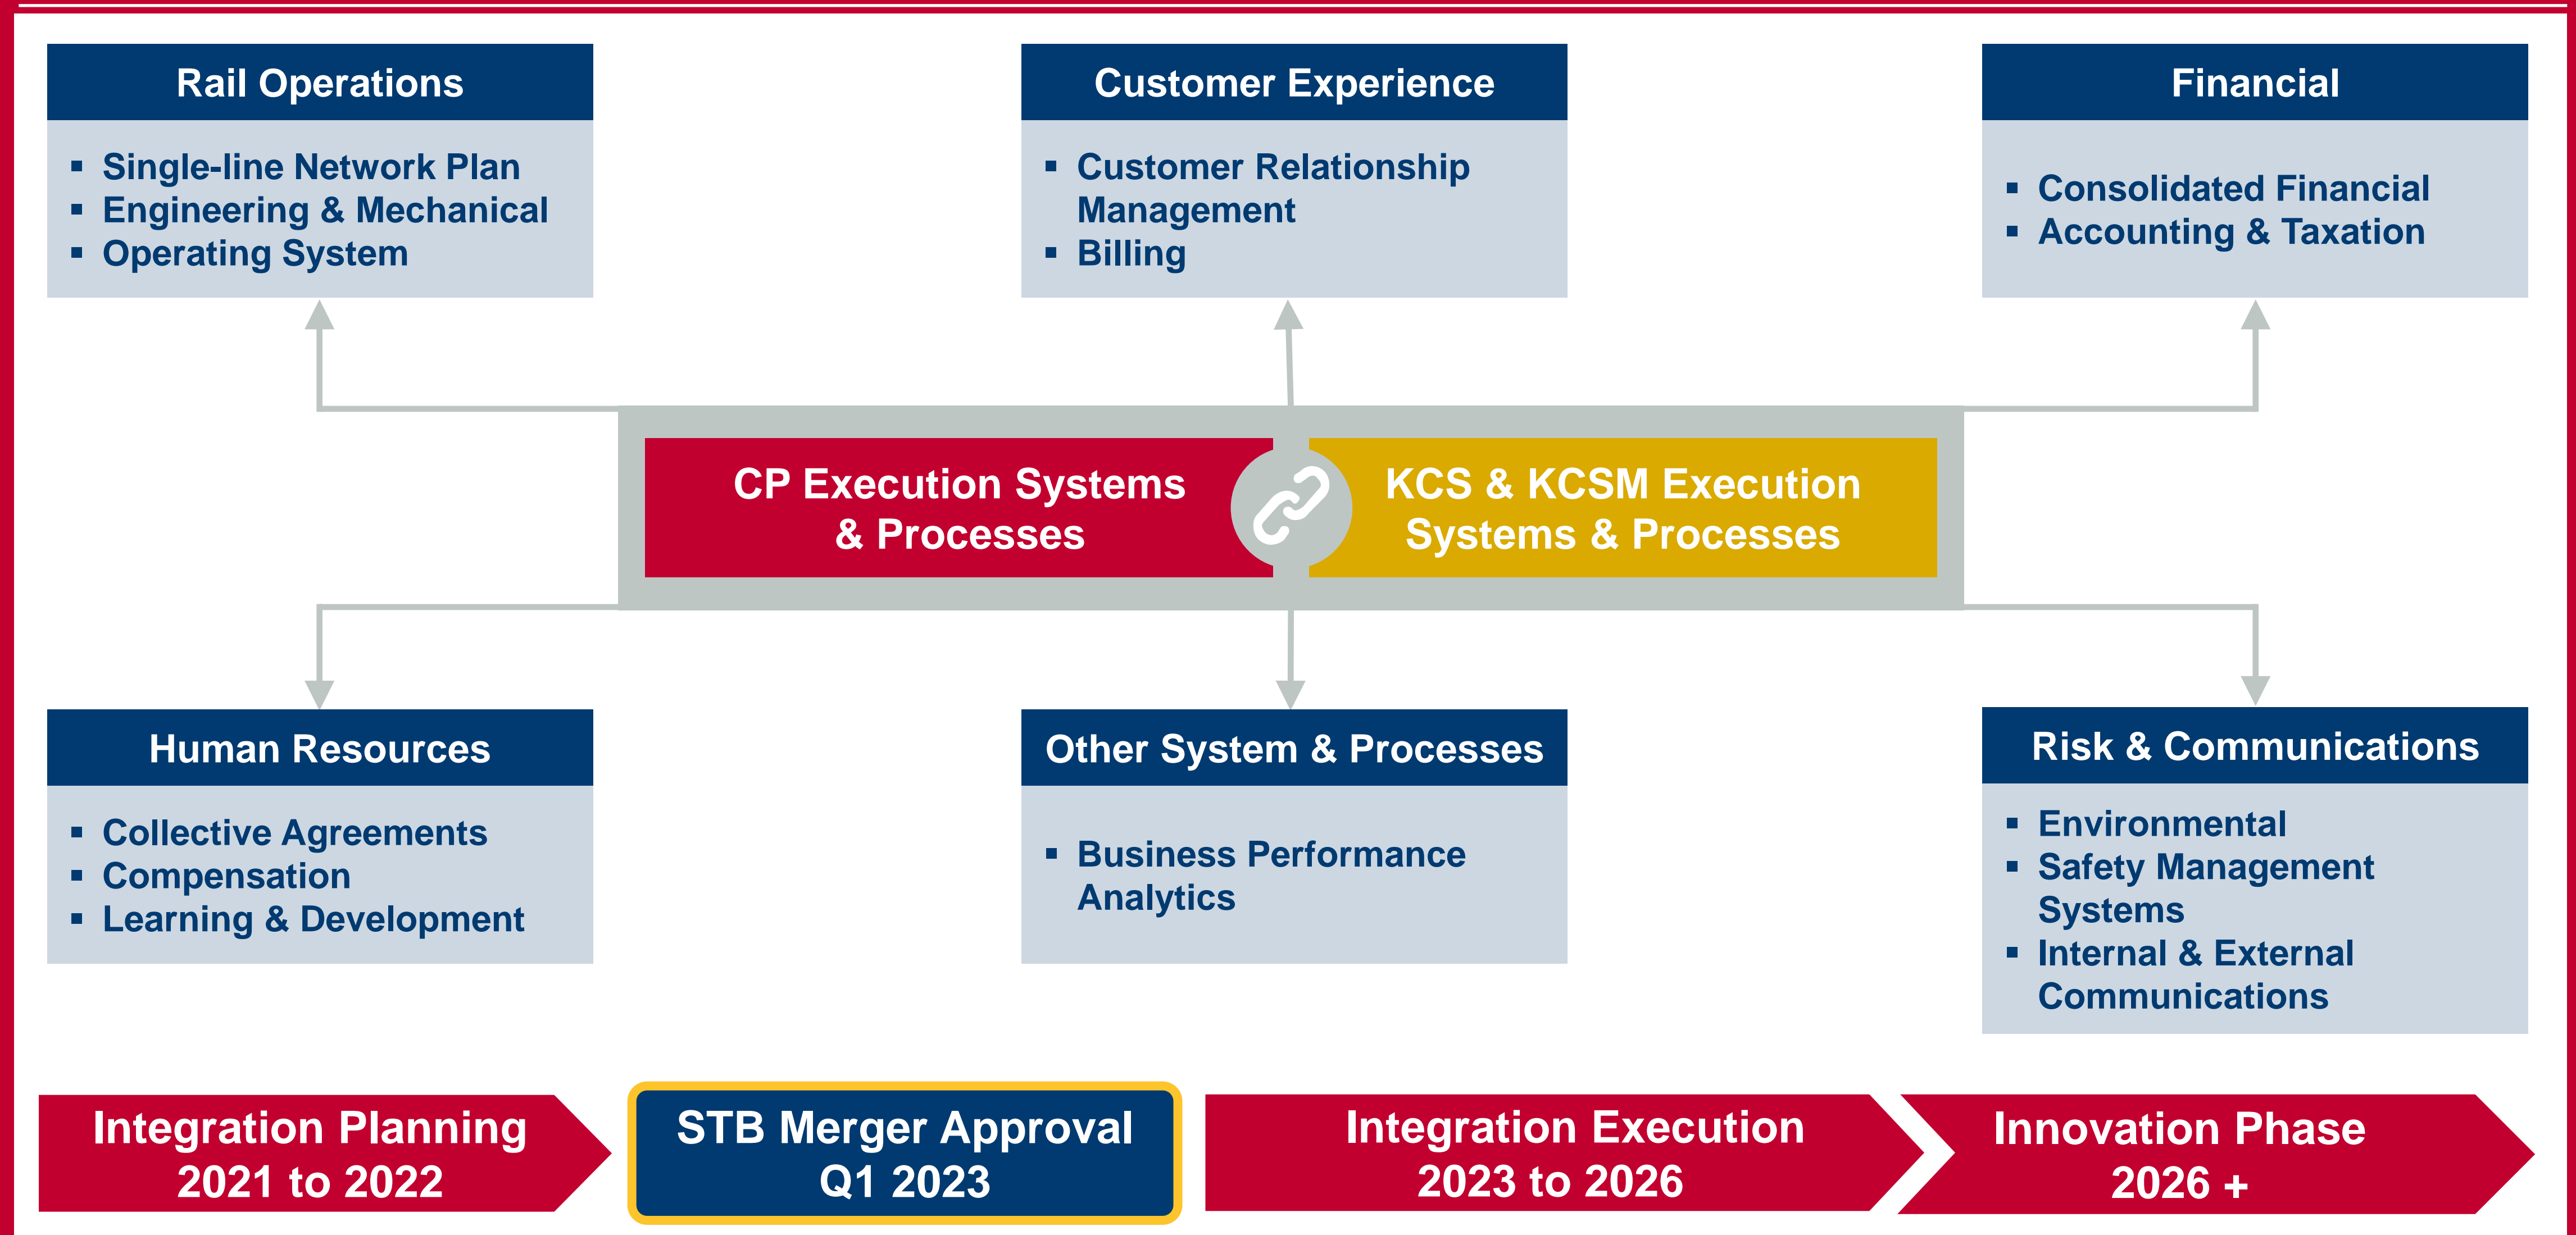 Rail Operations
▪ Single-line Network Plan
▪ Engineering & Mechanical
▪ Operating System
Customer Experience
▪ Customer Relationship
Management
▪ Billing
Financial
▪ Consolidated Financial
▪ Accounting & Taxation
CP Execution Systems
& Processes
KCS & KCSM Execution
Systems & Processes
Human Resources
▪ Collective Agreements
▪ Compensation
▪ Learning & Development
Other System & Processes
▪ Business Performance
Analytics
Risk & Communications
▪ Environmental
▪ Safety Management
Systems
▪ Internal & External
Communications
Integration Planning
2021 to 2022
STB Merger Approval
Q1 2023
Integration Execution
2023 to 2026
Innovation Phase
2026 +